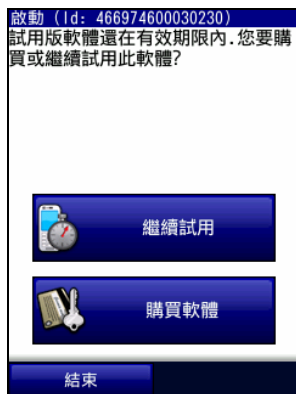 啟動 (Id: 466974600030230)
試用版軟體還在有效期限內.您要購
買或繼續試用此軟體?
繼續試用
購買軟體
結束